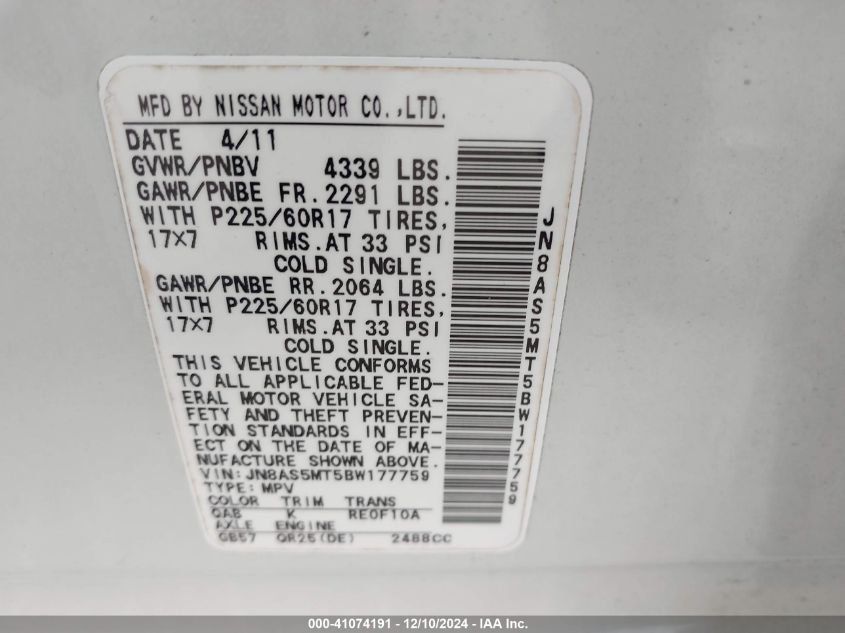 MFD BY NISSAN MOTOR CO.,LTD.
DATE 4/11
GVWR/PNBV 4339 LBS.
GAWR/PNBE FR.2291 LBS.
WITH P225/60R17 TIRES,
17X7 RIMS.AT 33 PSI
COLD SINGLE.
GAWR/PNBE RR.2064 LBS.
WITH P225/60R17 TIRES,
17X7 RIMS.AT 33 PSI
COLD SINGLE.
THIS VEHICLE CONFORMS
TO ALL APPLICABLE FED-
ERAL MOTOR VEHICLE SA-
FETY AND THEFT PREVEN-
TION STANDARDS IN EFF-
ECT ON THE DATE OF MA-
NUFACTURE SHOWN ABOVE.
VIN:JN8AS5MT5BW177759
TYPE:MPV
COLOR TRIM TRANS
QAB K RE0F10A
AXLE ENGINE
GB57 QR25(DE) 2488CC
JN8AS5MT5BW177759
000-41074191 - 12/10/2024 - IAA Inc.